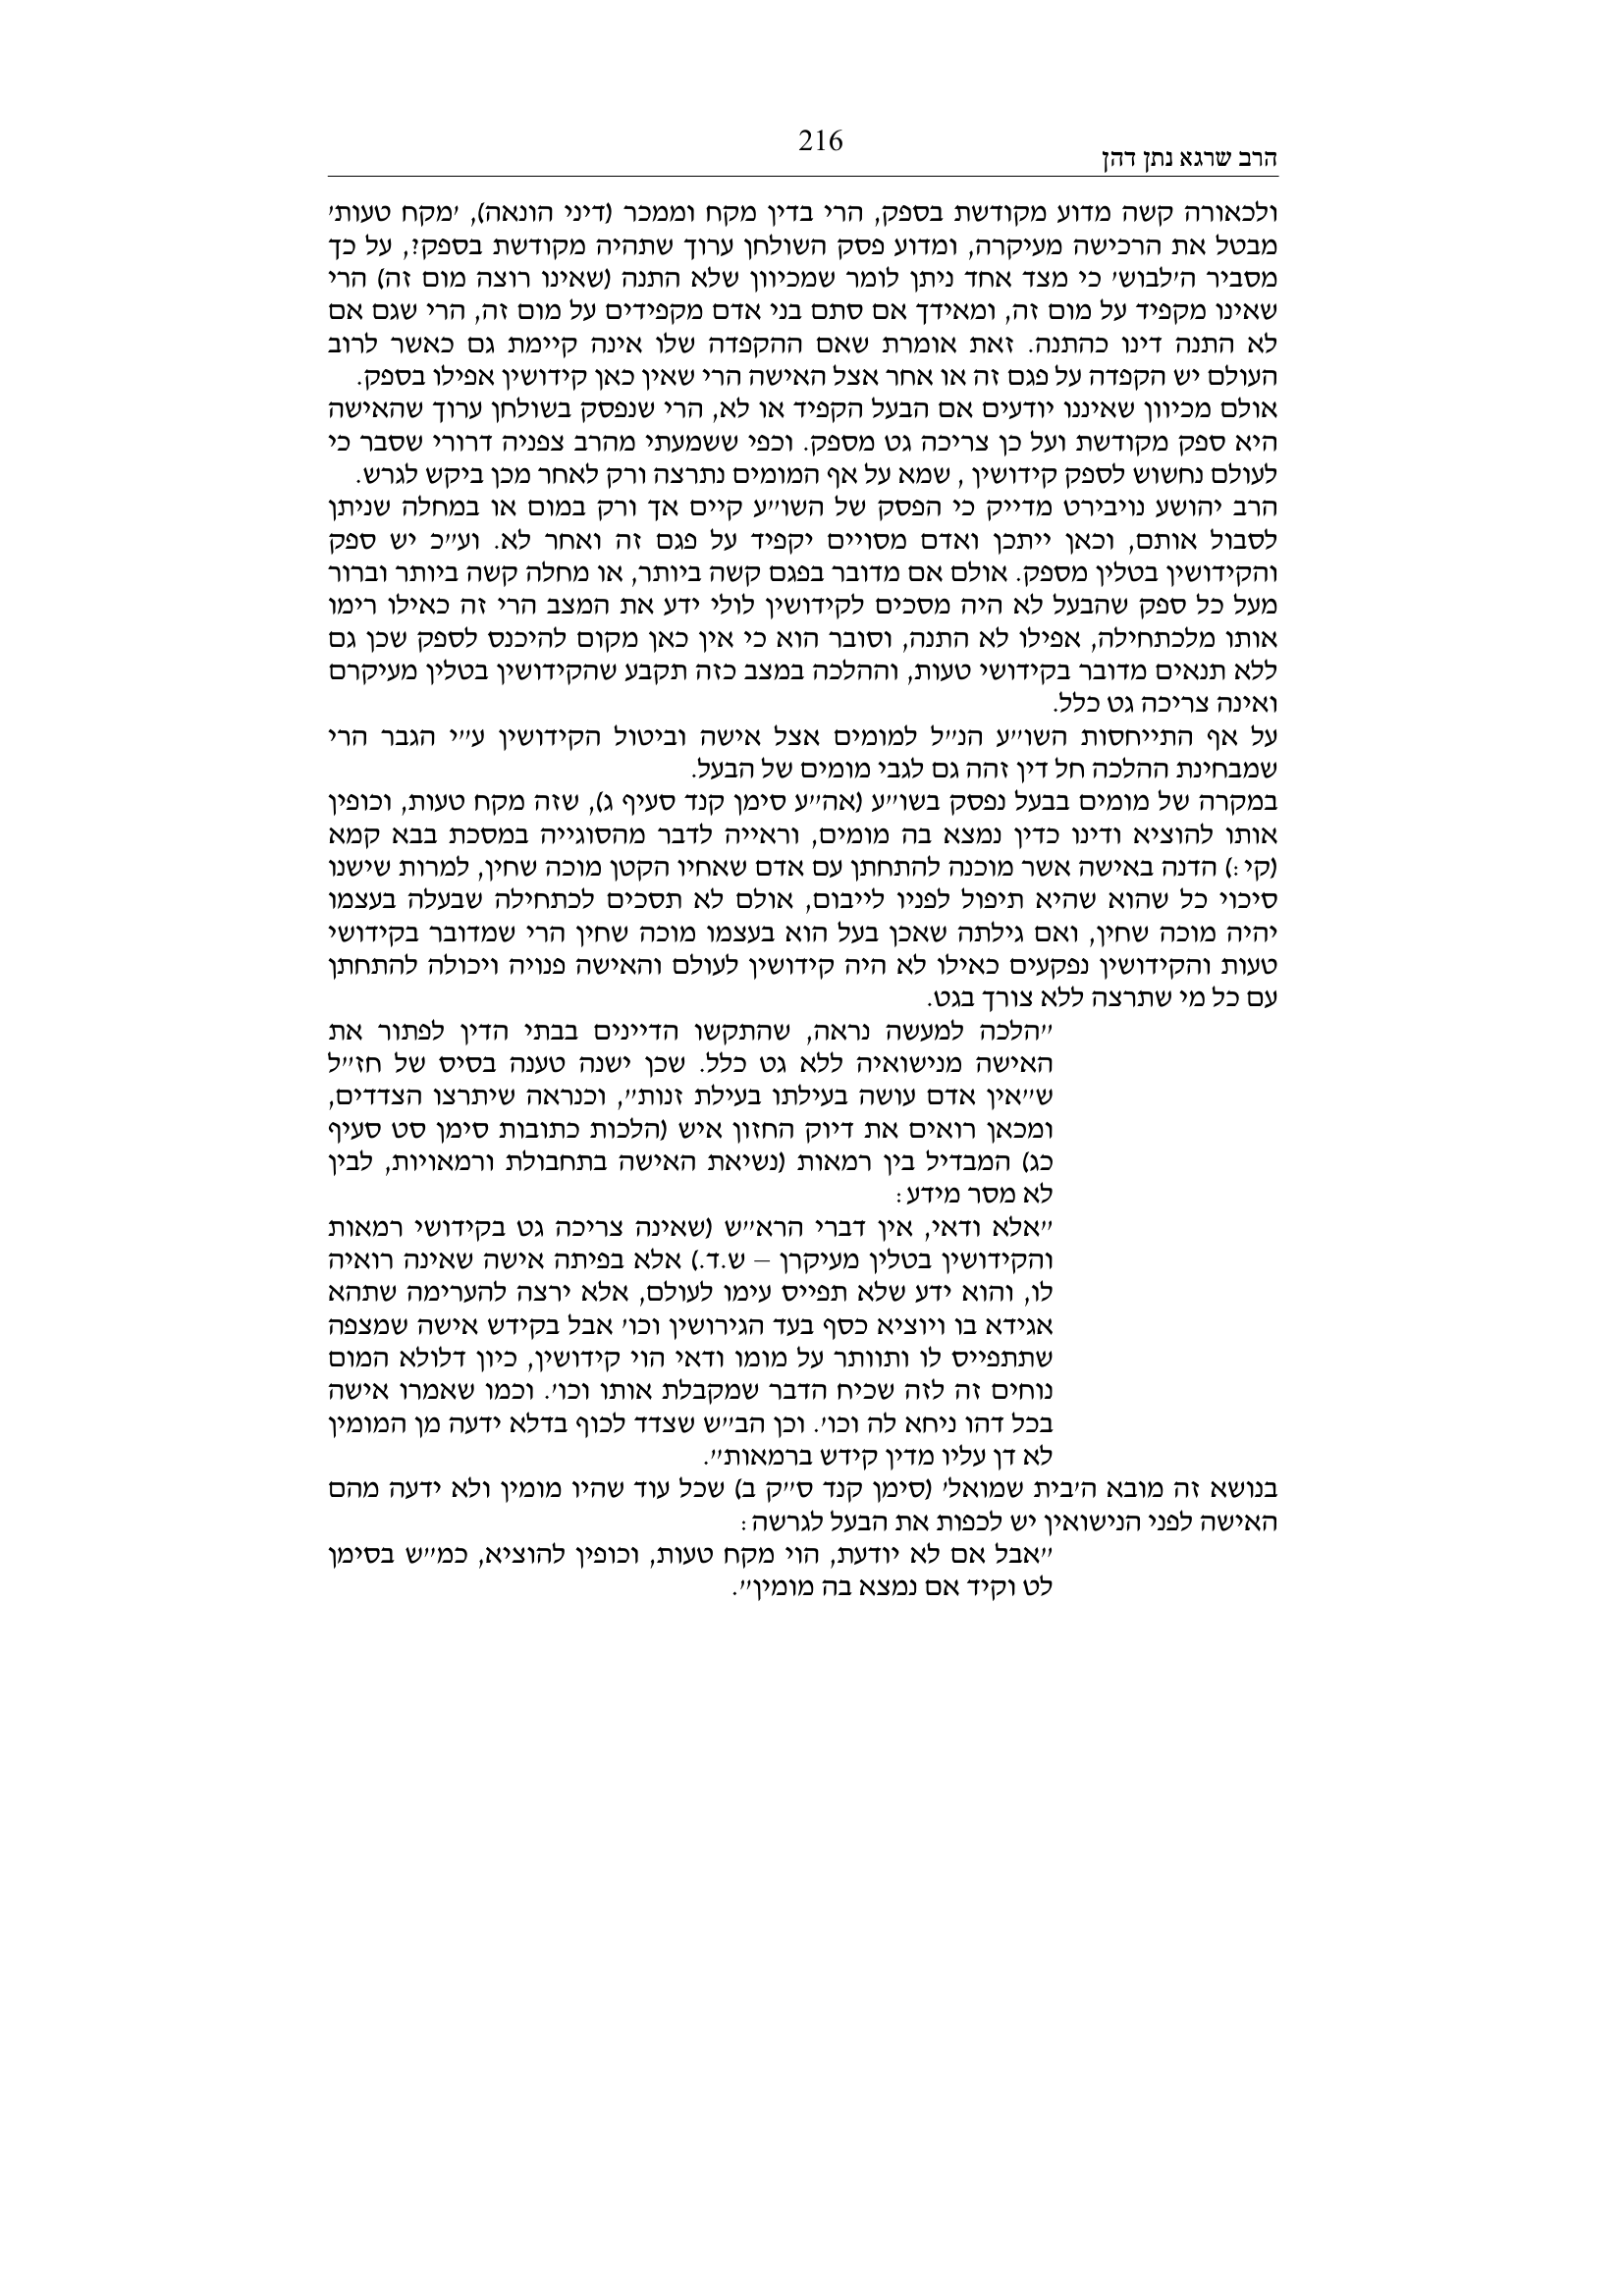 216
הרב שרגא נתן דהן
ולכאורה קשה מדוע מקודשת בספק, הרי בדין מקח וממכר (דיני הונאה), 'מקח טעות'
מבטל את הרכישה מעיקרה, ומדוע פסק השולחן ערוך שתהיה מקודשת בספק?, על כך
מסביר ה'לבוש' כי מצד אחד ניתן לומר שמכיוון שלא התנה (שאינו רוצה מום זה) הרי
שאינו מקפיד על מום זה, ומאידך אם סתם בני אדם מקפידים על מום זה, הרי שגם אם
לא התנה דינו כהתנה. זאת אומרת שאם ההקפדה שלו אינה קיימת גם כאשר לרוב
העולם יש הקפדה על פגם זה או אחר אצל האישה הרי שאין כאן קידושין אפילו בספק.
אולם מכיוון שאיננו יודעים אם הבעל הקפיד או לא, הרי שנפסק בשולחן ערוך שהאישה
היא ספק מקודשת ועל כן צריכה גט מספק. וכפי ששמעתי מהרב צפניה דרורי שסבר כי
לעולם נחשוש לספק קידושין , שמא על אף המומים נתרצה ורק לאחר מכן ביקש לגרש.
הרב יהושע נויבירט מדייק כי הפסק של השו"ע קיים אך ורק במום או במחלה שניתן
לסבול אותם, וכאן ייתכן ואדם מסויים יקפיד על פגם זה ואחר לא. וע"כ יש ספק
והקידושין בטלין מספק. אולם אם מדובר בפגם קשה ביותר, או מחלה קשה ביותר וברור
מעל כל ספק שהבעל לא היה מסכים לקידושין לולי ידע את המצב הרי זה כאילו רימו
אותו מלכתחילה, אפילו לא התנה, וסובר הוא כי אין כאן מקום להיכנס לספק שכן גם
ללא תנאים מדובר בקידושי טעות, וההלכה במצב כזה תקבע שהקידושין בטלין מעיקרם
ואינה צריכה גט כלל.
על אף התייחסות השו"ע הנ"ל למומים אצל אישה וביטול הקידושין ע"י הגבר הרי
שמבחינת ההלכה חל דין זהה גם לגבי מומים של הבעל.
במקרה של מומים בבעל נפסק בשו"ע (אה"ע סימן קנד סעיף ג), שזה מקח טעות, וכופין
אותו להוציא ודינו כדין נמצא בה מומים, וראייה לדבר מהסוגייה במסכת בבא קמא
(קי:) הדנה באישה אשר מוכנה להתחתן עם אדם שאחיו הקטן מוכה שחין, למרות שישנו
סיכוי כל שהוא שהיא תיפול לפניו לייבום, אולם לא תסכים לכתחילה שבעלה בעצמו
יהיה מוכה שחין, ואם גילתה שאכן בעל הוא בעצמו מוכה שחין הרי שמדובר בקידושי
טעות והקידושין נפקעים כאילו לא היה קידושין לעולם והאישה פנויה ויכולה להתחתן
עם כל מי שתרצה ללא צורך בגט.
"הלכה למעשה נראה, שהתקשו הדיינים בבתי הדין לפתור את
האישה מנישואיה ללא גט כלל. שכן ישנה טענה בסיס של חז"ל
ש"אין אדם עושה בעילתו בעילת זנות", וכנראה שיתרצו הצדדים,
ומכאן רואים את דיוק החזון איש (הלכות כתובות סימן סט סעיף
כג) המבדיל בין רמאות (נשיאת האישה בתחבולת ורמאויות, לבין
לא מסר מידע:
"אלא ודאי, אין דברי הרא"ש (שאינה צריכה גט בקידושי רמאות
והקידושין בטלין מעיקרן – ש.ד.) אלא בפיתה אישה שאינה רואיה
לו, והוא ידע שלא תפייס עימו לעולם, אלא ירצה להערימה שתהא
אגידא בו ויוציא כסף בעד הגירושין וכו' אבל בקידש אישה שמצפה
שתתפייס לו ותוותר על מומו ודאי הוי קידושין, כיון דלולא המום
נוחים זה לזה שכיח הדבר שמקבלת אותו וכו'. וכמו שאמרו אישה
בכל דהו ניחא לה וכו'. וכן הב"ש שצדד לכוף בדלא ידעה מן המומין
לא דן עליו מדין קידש ברמאות".
בנושא זה מובא ה'בית שמואל' (סימן קנד ס"ק ב) שכל עוד שהיו מומין ולא ידעה מהם
האישה לפני הנישואין יש לכפות את הבעל לגרשה:
"אבל אם לא יודעת, הוי מקח טעות, וכופין להוציא, כמ"ש בסימן
לט וקיד אם נמצא בה מומין".